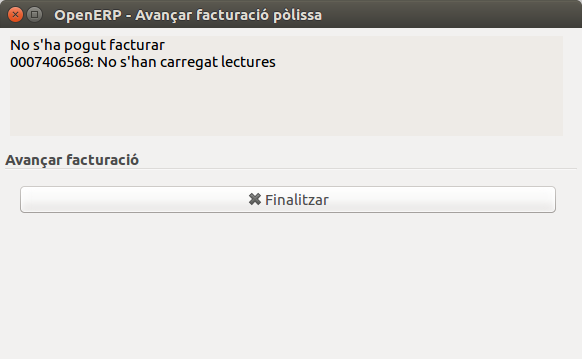 OpenERP - Avançar facturació pòlissa
No s'ha pogut facturar
0007406568: No s'han carregat lectures
Avançar facturació
Finalitzar